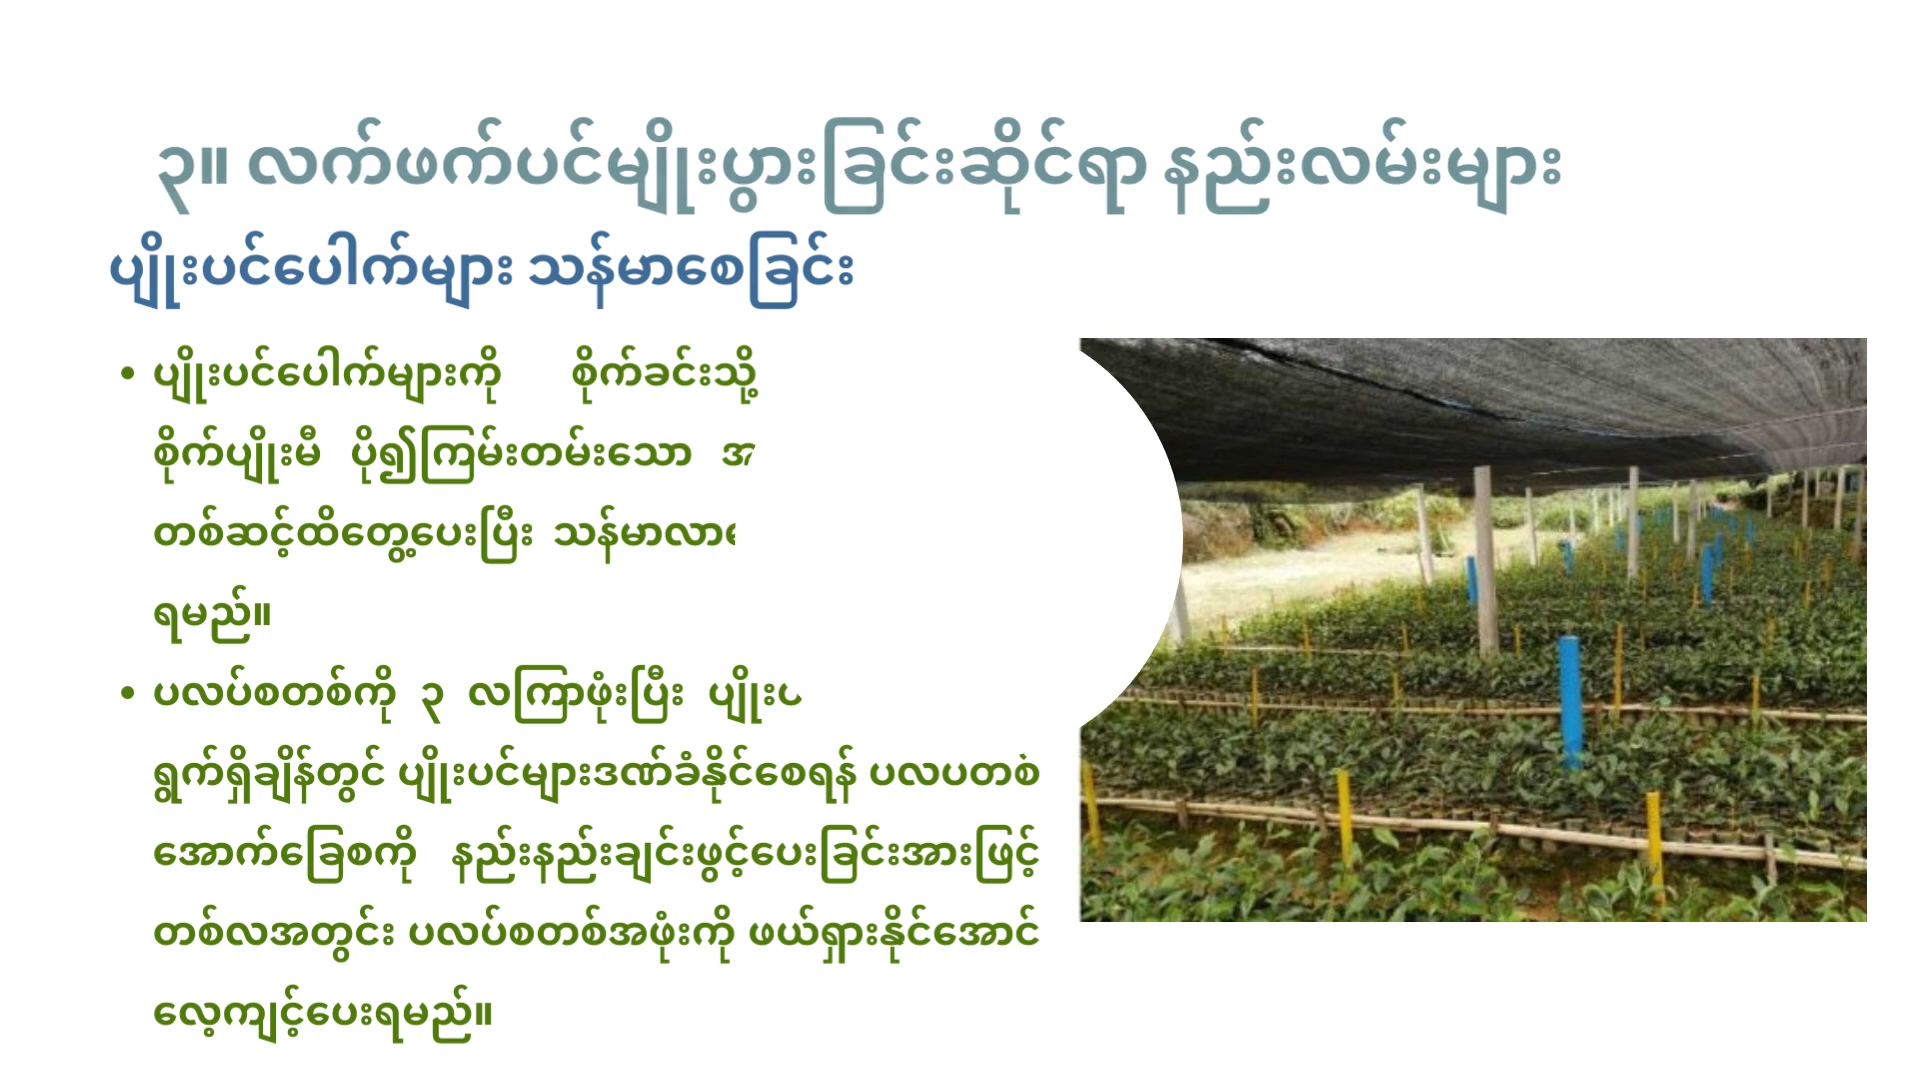 ၃။ လက်ဖက်ပင်မျိုးပွားခြင်းဆိုင်ရာ နည်းလမ်းများ
ပျိုးပင်ပေါက်များ သန်မာစေခြင်း
• ပျိုးပင်ပေါက်များကို စိုက်ခင်းသို့
စိုက်ပျိုးမီ ပို၍ကြမ်းတမ်းသော
တစ်ဆင့်ထိတွေ့ပေးပြီး
ရမည်။
• ပလပ်စတစ်ကို ၃ လကြာဖုံးပြီး
ရွက်ရှိချိန်တွင် ပျိုးပင်များဒဏ်ခံနိုင်စေရန် ပလပတစ်
အောက်ခြေစကို နည်းနည်းချင်းဖွင့်ပေးခြင်းအားဖြင့်
တစ်လအတွင်း ပလပ်စတစ်အဖုံးကို ဖယ်ရှားနိုင်အောင်
လေ့ကျင့်ပေးရမည်။